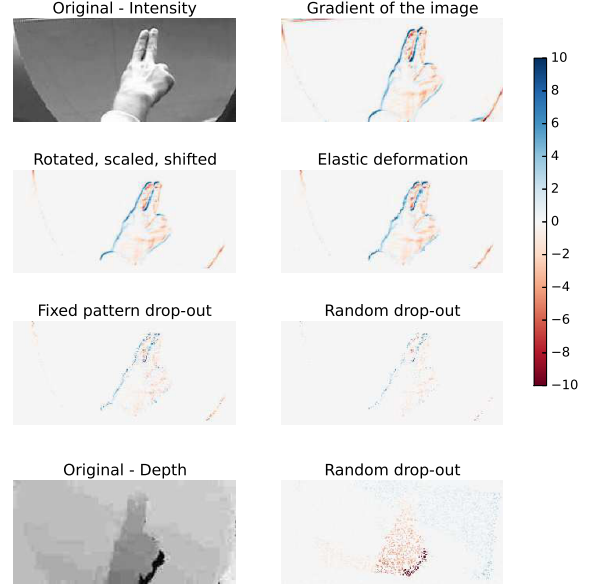 Original - Intensity
Gradient of the image
Rotated, scaled, shifted
Elastic deformation
Fixed pattern drop-out
Random drop-out
Original - Depth
Random drop-out
10
8
6
4
2
0
−2
−4
−6
−8
−10